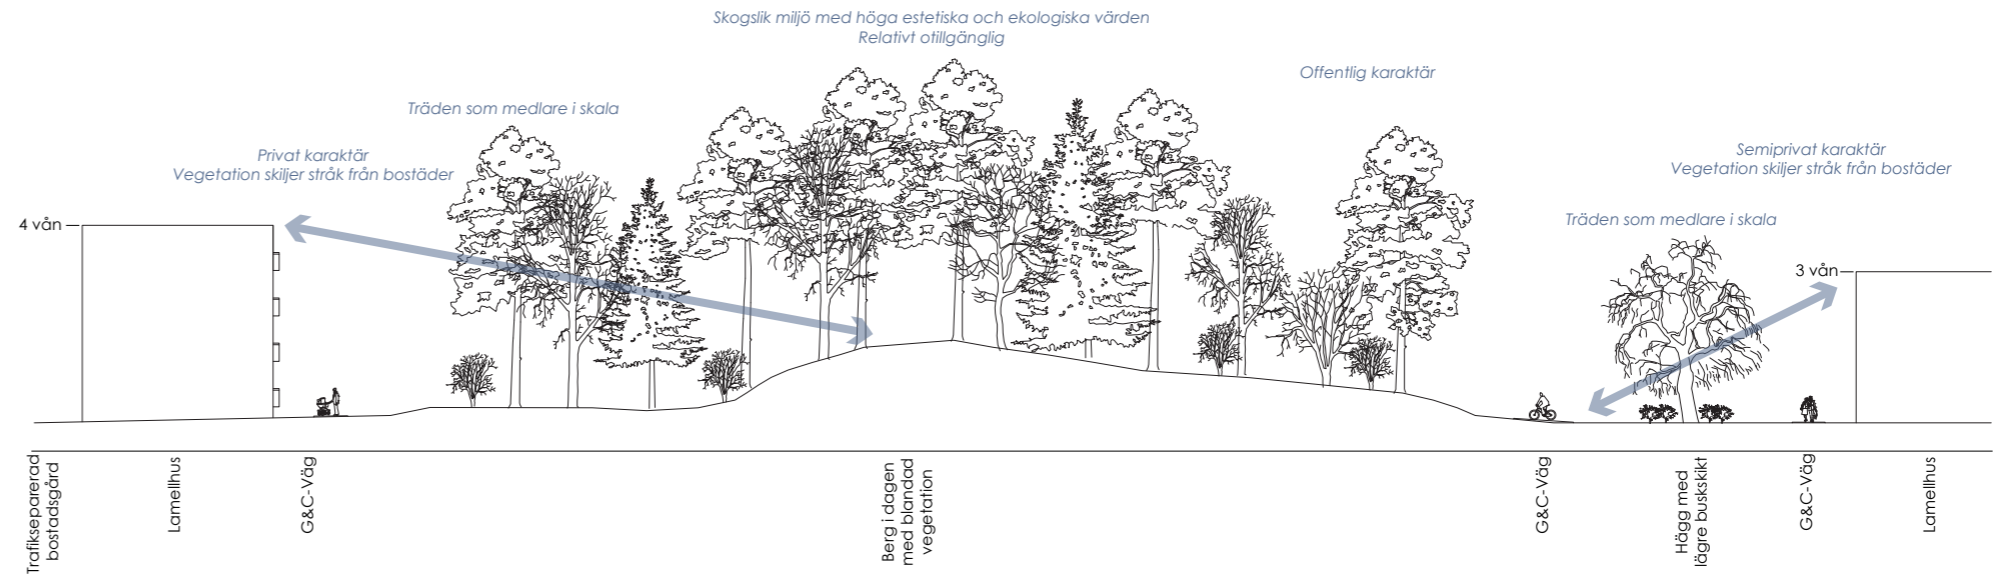 Skogslik miljö med höga estetiska och ekologiska värden
Relativt otillgänglig
Offentlig karaktär
Träden som medlare i skala
Privat karaktär
Vegetation skiljer stråk från bostäder
Semiprivat karaktär
Vegetation skiljer stråk från bostäder
Träden som medlare i skala
4 vån
3 vån
Trafikseparerad
bostadsgård
Lamellhus
G&C-Väg
Berg i dagen
med blandad
vegetation
G&C-Väg
Hägg med
lägre buskskikt
G&C-Väg
Lamellhus